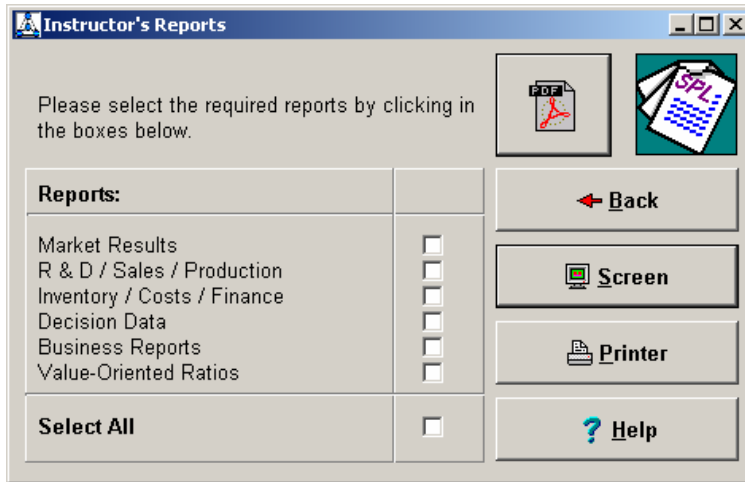 Instructor's Reports
Please select the required reports by clicking in
the boxes below.
PDF
SPL
Reports:
Market Results
R & D / Sales / Production
Inventory / Costs / Finance
Decision Data
Business Reports
Value-Oriented Ratios
Select All
Back
Screen
Printer
? Help